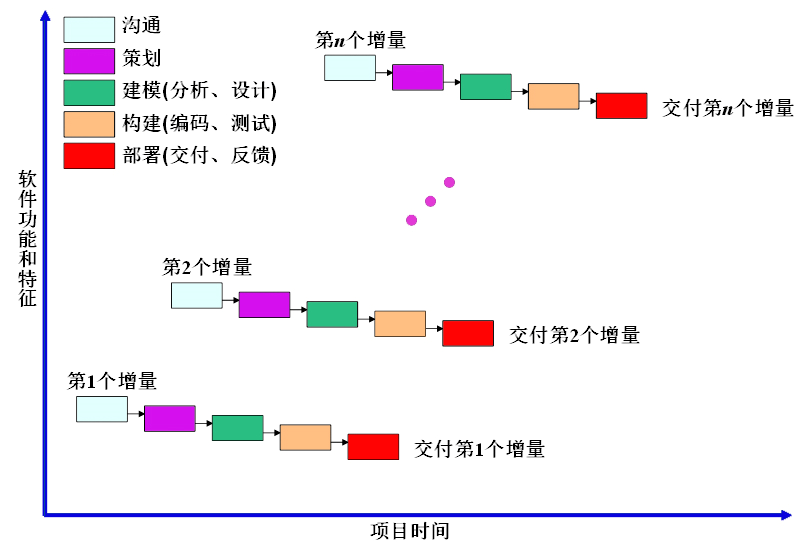 沟通
策划
建模(分析、设计)
构建(编码、测试)
部署(交付、反馈)
第n个增量
交付第n个增量
软件功能和特征
第2个增量
交付第2个增量
第1个增量
交付第1个增量
项目时间